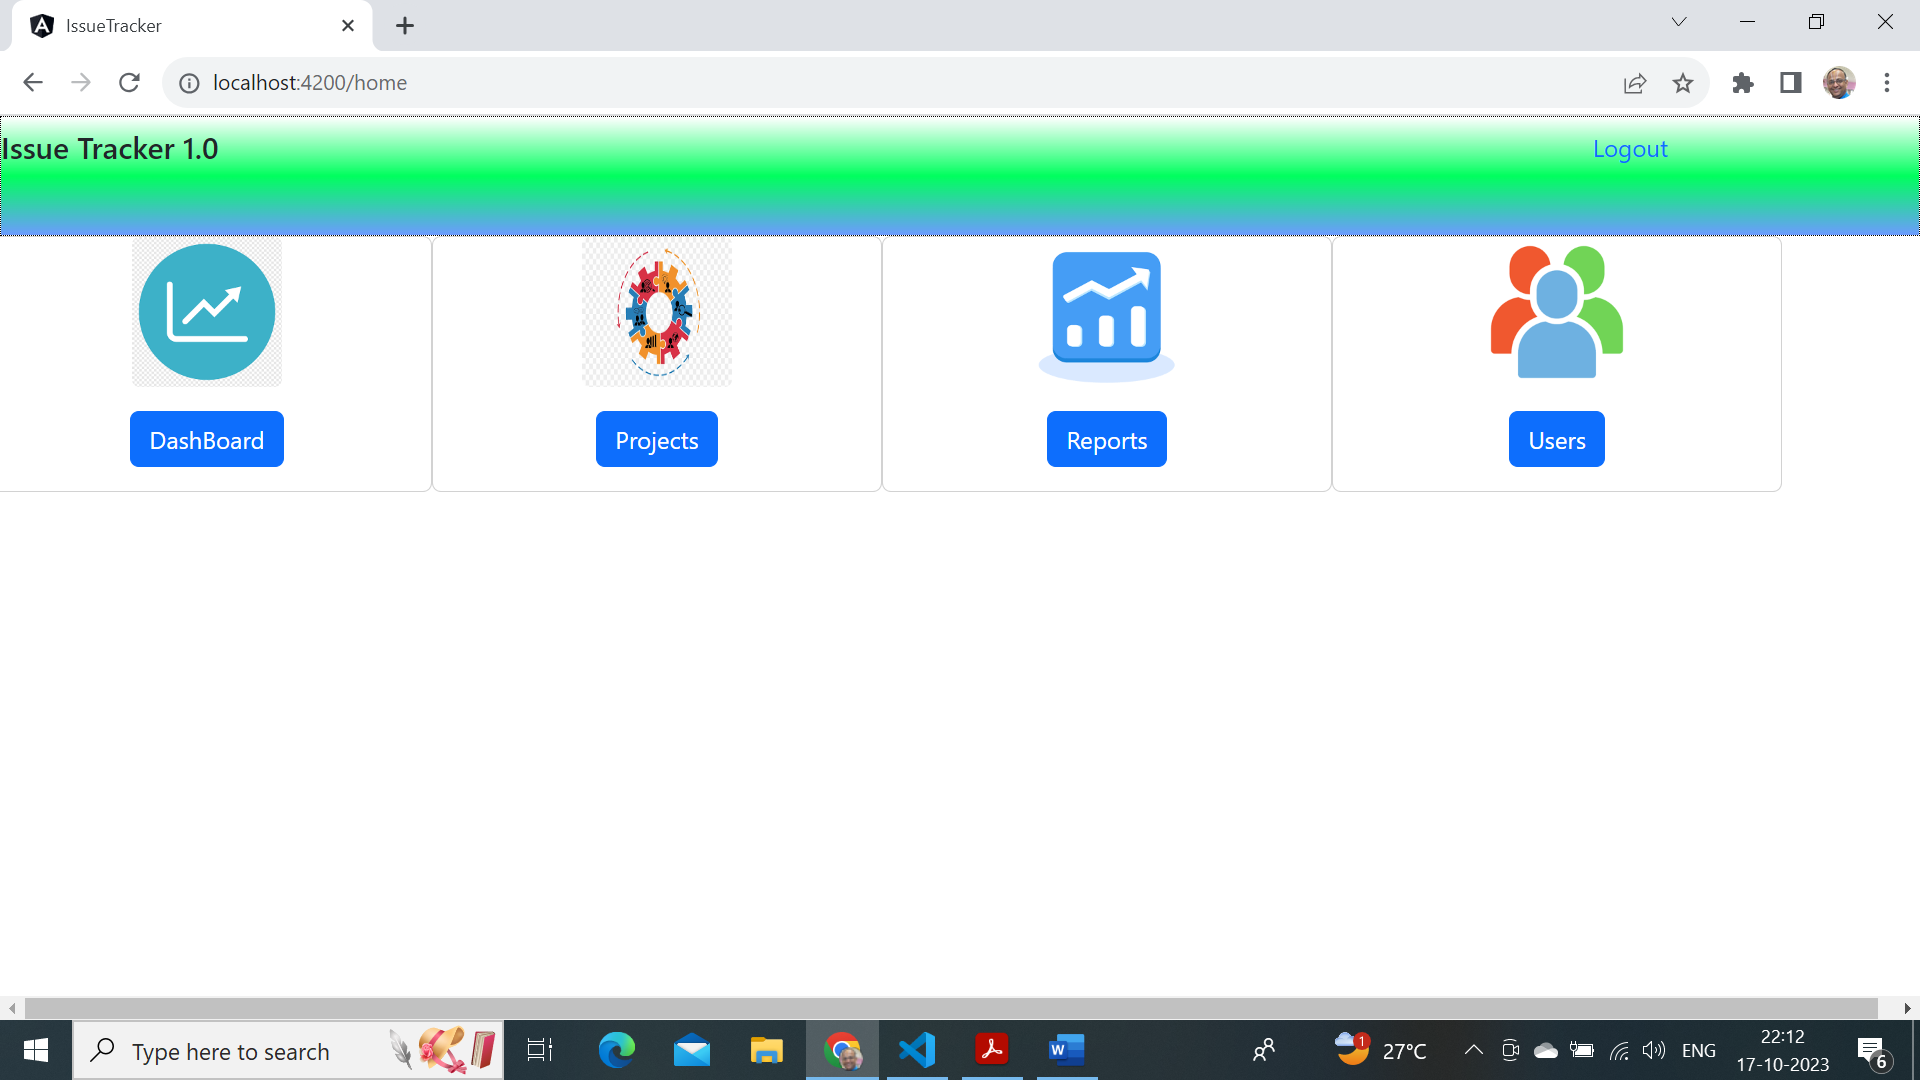 IssueTracker
localhost:4200/home
Issue Tracker 1.0
Logout
DashBoard
Projects
Reports
Users
Type here to search
W
1
27°C
ENG
22:12
17-10-2023
6